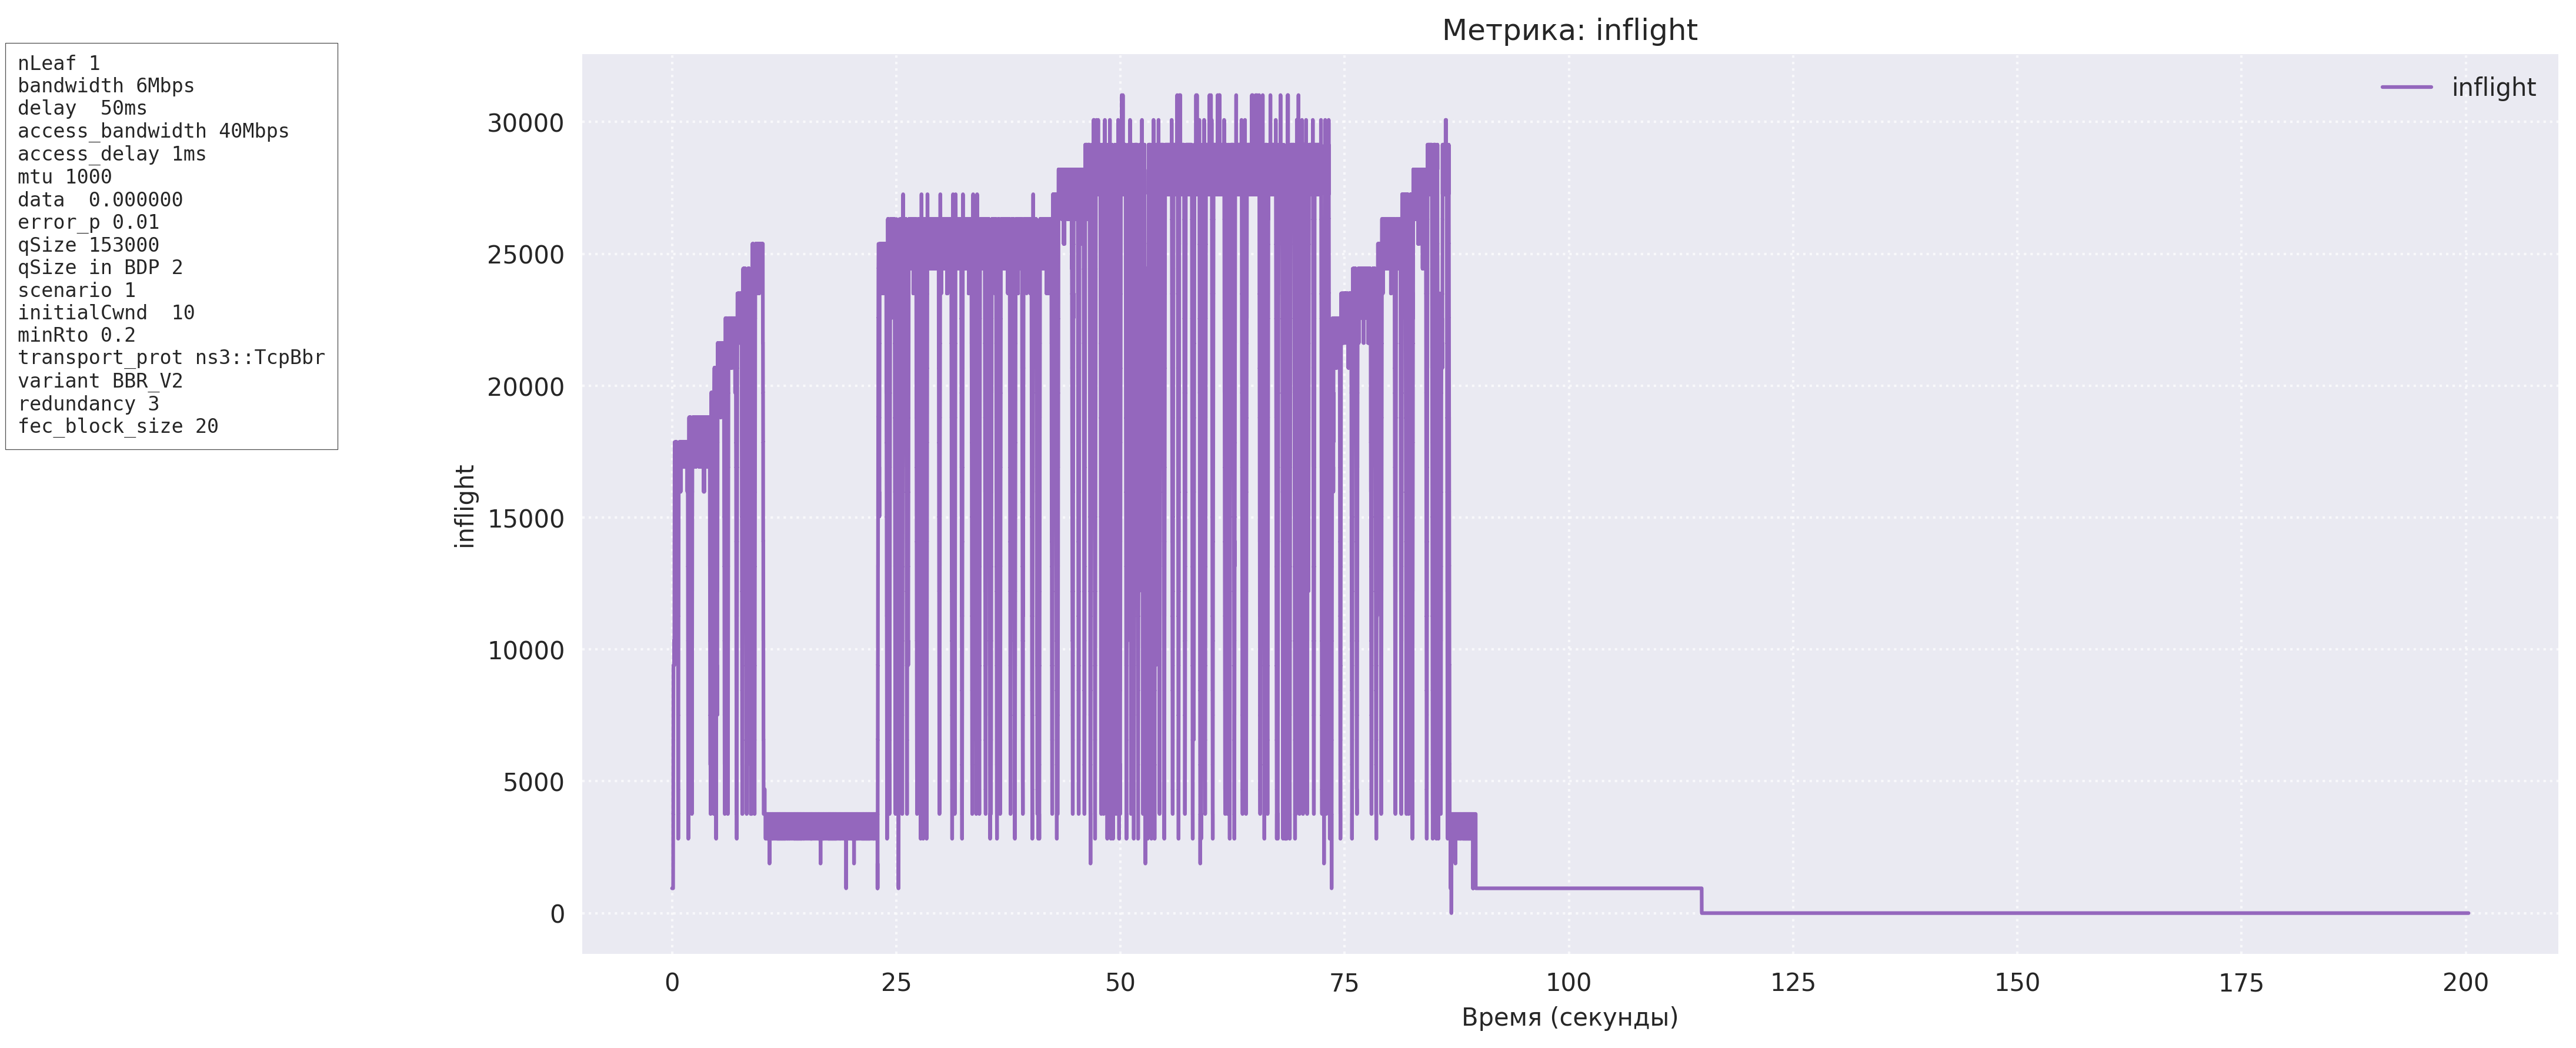 Метрика: inflight
nLeaf 1
bandwidth 6Mbps
delay  50ms
access_bandwidth 40Mbps
access_delay 1ms
mtu 1000
data  0.000000
error_p 0.01
qSize 153000
qSize in BDP 2
scenario 1
initialCwnd  10
minRto 0.2
transport_prot ns3::TcpBbr
variant BBR_V2
redundancy 3
fec_block_size 20
inflight
inflight
30000
25000
20000
15000
10000
5000
0
0 25 50 75 100 125 150 175 200
Время (секунды)